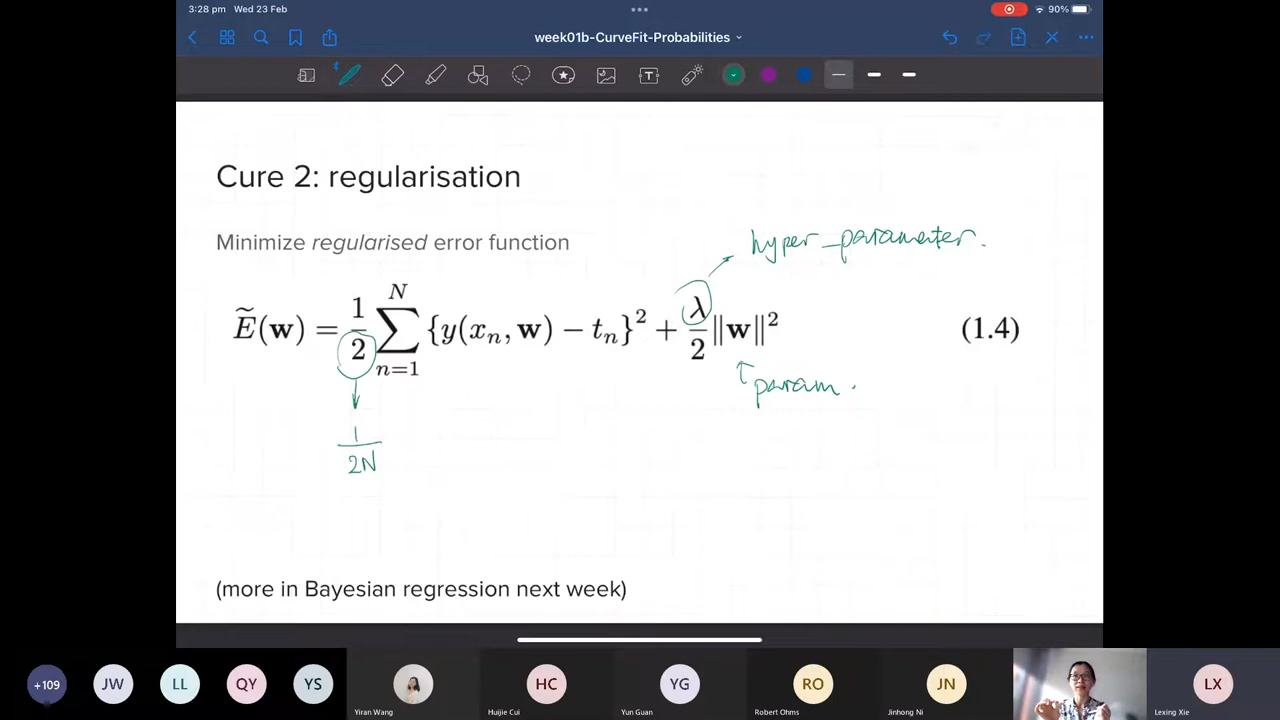 3:28 pm Wed 23 Feb
90%
week01b-CurveFit-Probabilities
Cure 2: regularisation
Minimize regularised error function
hyper-parameter.
Ẽ(w) = 1/2 ∑_{n=1}^{N} {y(xₙ, w) − tₙ}² + λ/2 ‖w‖² (1.4)
param.
1/2N
(more in Bayesian regression next week)
+109 JW LL QY YS HC YG RO JN LX
Yiran Wang Huijie Cui Yun Guan Robert Ohms Jinhong Ni Lexing Xie